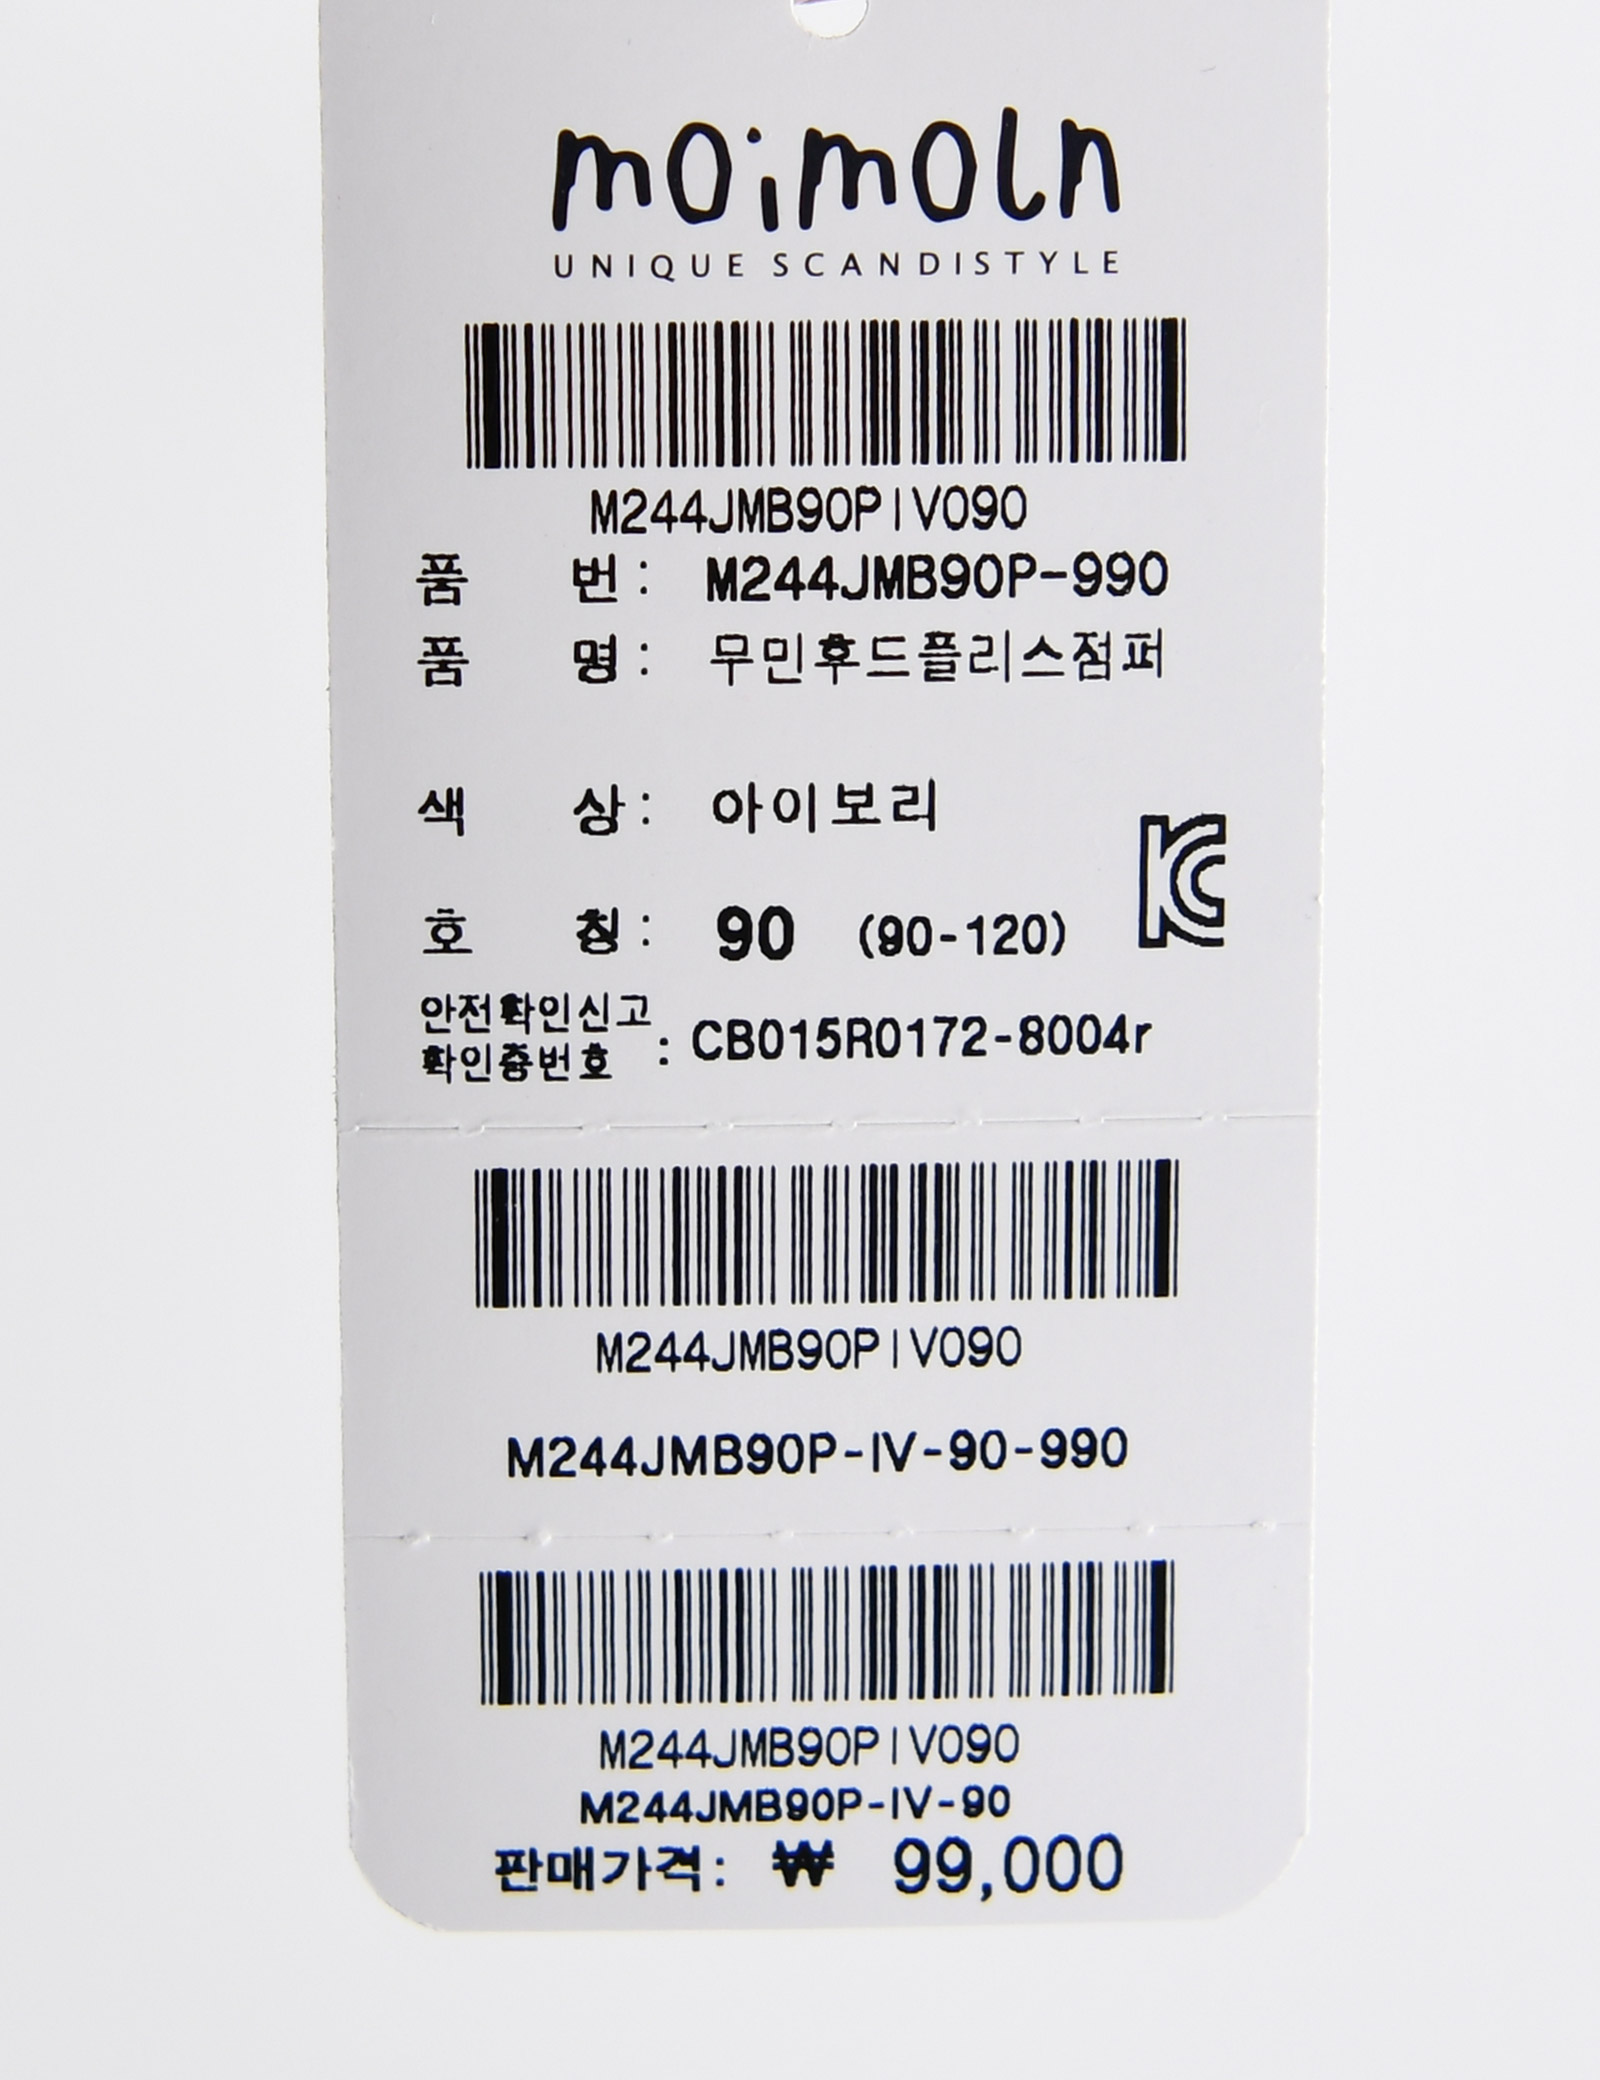 moimoln
UNIQUE SCANDISTYLE
M244JMB90PIV090
품 번 : M244JMB90P-990
품 명 : 무민후드플리스점퍼
색 상 : 아이보리
호 칭 : 90 (90-120)
안전확인신고
확인증번호 : CB015R0172-8004r
M244JMB90PIV090
M244JMB90P-IV-90-990
M244JMB90PIV090
M244JMB90P-IV-90
판매가격 : ₩ 99,000